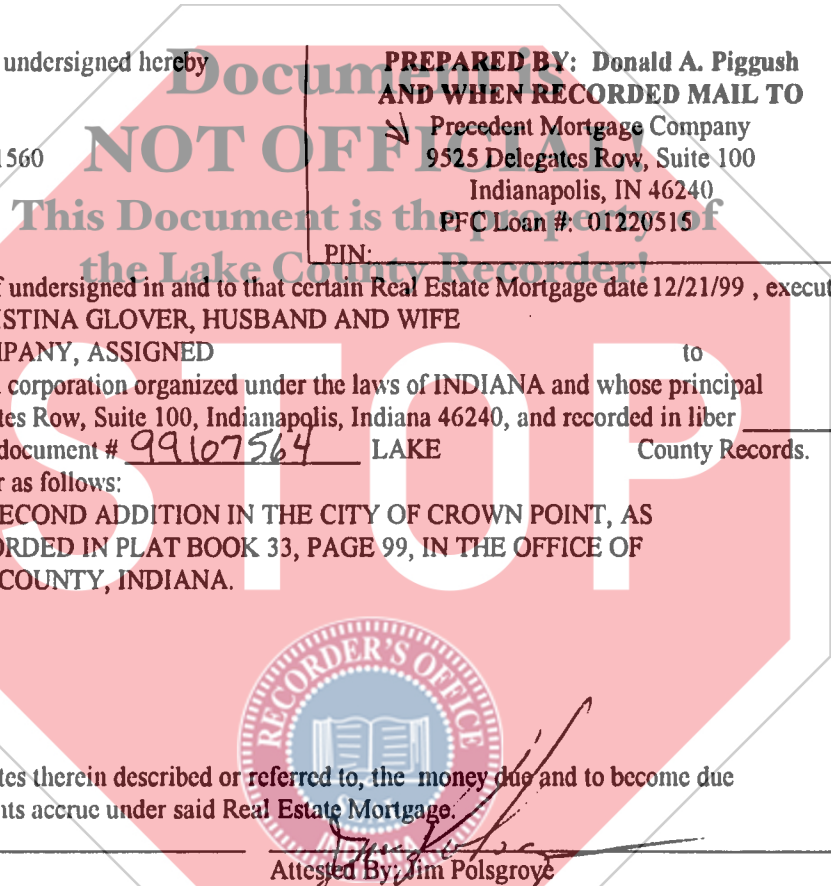 undersigned hereby
PREPARED BY: Donald A. Piggush
AND WHEN RECORDED MAIL TO
Precedent Mortgage Company
1560
9525 Delegates Row, Suite 100
Indianapolis, IN 46240
PFC Loan #: 01220515
PIN:
Document is
NOT OFFICIAL!
This Document is the property of
the Lake County Recorder!
f undersigned in and to that certain Real Estate Mortgage date 12/21/99 , execut
STINA GLOVER, HUSBAND AND WIFE
MPANY, ASSIGNED to
corporation organized under the laws of INDIANA and whose principal
tes Row, Suite 100, Indianapolis, Indiana 46240, and recorded in liber
document # 99107564 LAKE County Records.
r as follows:
ECOND ADDITION IN THE CITY OF CROWN POINT, AS
ORDED IN PLAT BOOK 33, PAGE 99, IN THE OFFICE OF
COUNTY, INDIANA.
STOP
RECORDER'S OFFICE
tes therein described or referred to, the money due and to become due
nts accrue under said Real Estate Mortgage.
Attested By: Jim Polsgrove